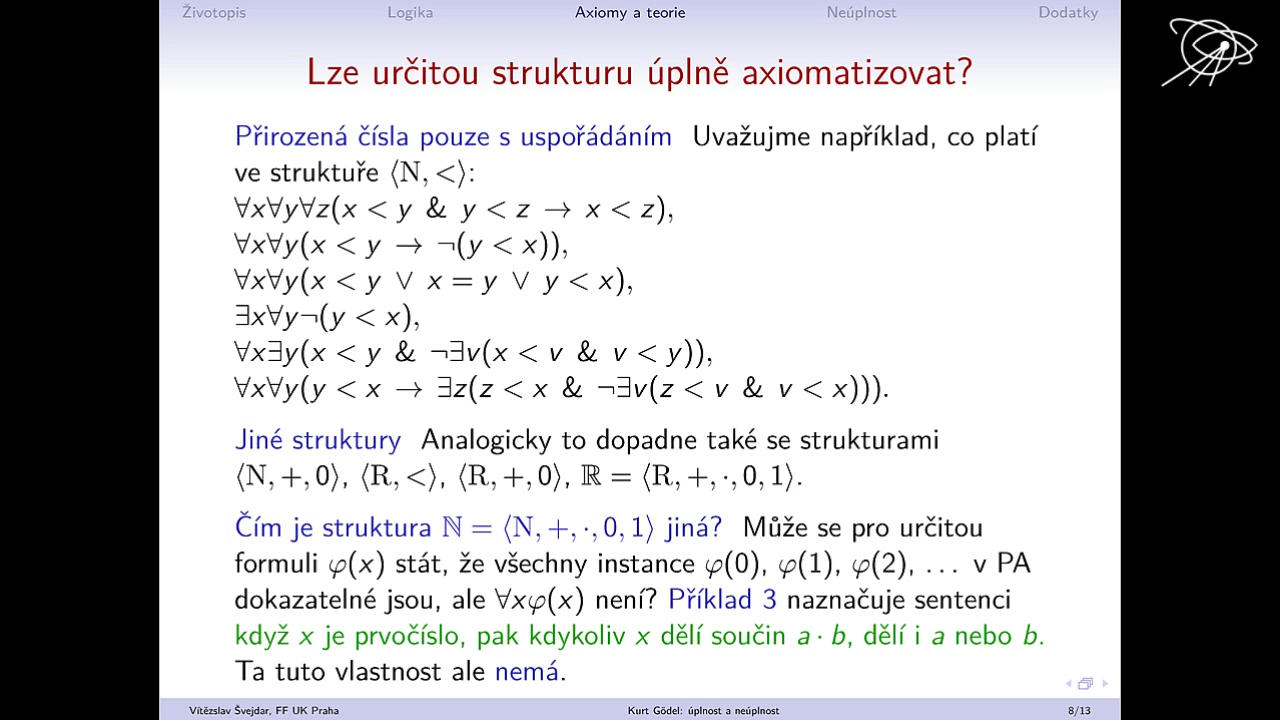 Životopis Logika Axiomy a teorie Neúplnost Dodatky
Lze určitou strukturu úplně axiomatizovat?
Přirozená čísla pouze s uspořádáním Uvažujme například, co platí
ve struktuře ⟨N, <⟩:
∀x∀y∀z(x < y & y < z → x < z),
∀x∀y(x < y → ¬(y < x)),
∀x∀y(x < y ∨ x = y ∨ y < x),
∃x∀y¬(y < x),
∀x∃y(x < y & ¬∃v(x < v & v < y)),
∀x∀y(y < x → ∃z(z < x & ¬∃v(z < v & v < x))).
Jiné struktury Analogicky to dopadne také se strukturami
⟨N, +, 0⟩, ⟨R, <⟩, ⟨R, +, 0⟩, ℝ = ⟨R, +, ·, 0, 1⟩.
Čím je struktura ℕ = ⟨N, +, ·, 0, 1⟩ jiná? Může se pro určitou
formuli φ(x) stát, že všechny instance φ(0), φ(1), φ(2), . . . v PA
dokazatelné jsou, ale ∀xφ(x) není? Příklad 3 naznačuje sentenci
když x je prvočíslo, pak kdykoliv x dělí součin a · b, dělí i a nebo b.
Ta tuto vlastnost ale nemá.
Vítězslav Švejdar, FF UK Praha Kurt Gödel: úplnost a neúplnost 8/13